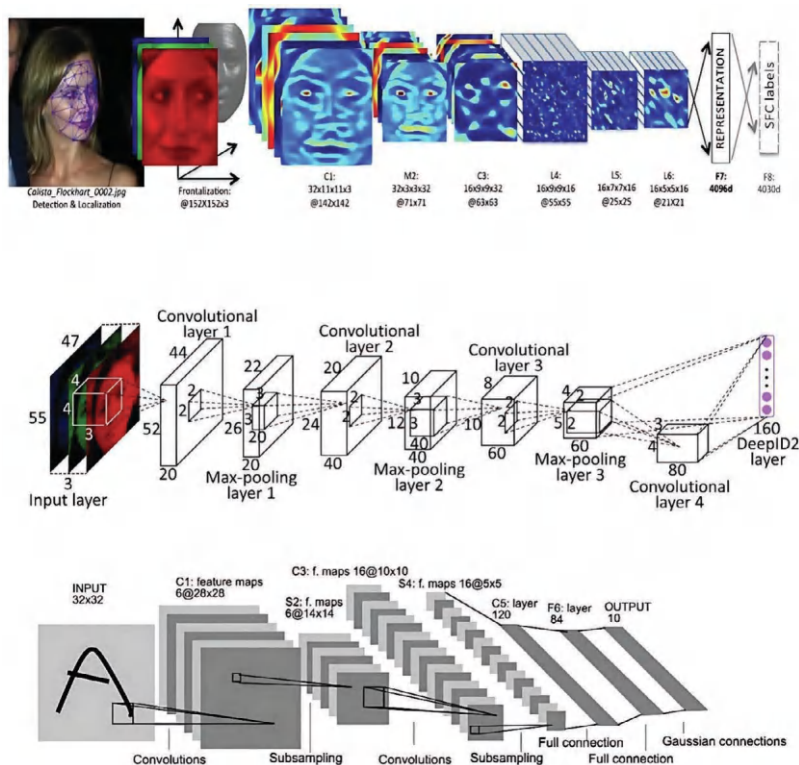 Calista_Flockhart_0002.jpg
Detection & Localization
Frontalization:
@152X152x3
C1:
32x11x11x3
@142x142
M2:
32x3x3x32
@71x71
C3:
16x9x9x32
@63x63
L4:
16x9x9x16
@55x55
L5:
16x7x7x16
@25x25
L6:
16x5x5x16
@21X21
REPRESENTATION
F7:
4096d
SFC labels
F8:
4030d
55
47
4
4
3
3
Input layer
Convolutional
layer 1
44
52
2
2
20
22
3
3
26
20
20
Max-pooling
layer 1
Convolutional
layer 2
20
24
2
2
40
10
3
12
3
40
40
Max-pooling
layer 2
Convolutional
layer 3
8
10
2
2
60
4
2
5
2
60
Max-pooling
layer 3
3
4
80
Convolutional
layer 4
160
DeepID2
layer
INPUT
32x32
C1: feature maps
6@28x28
S2: f. maps
6@14x14
C3: f. maps 16@10x10
S4: f. maps 16@5x5
C5: layer
120
F6: layer
84
OUTPUT
10
A
Convolutions
Subsampling
Convolutions
Subsampling
Full connection
Full connection
Gaussian connections